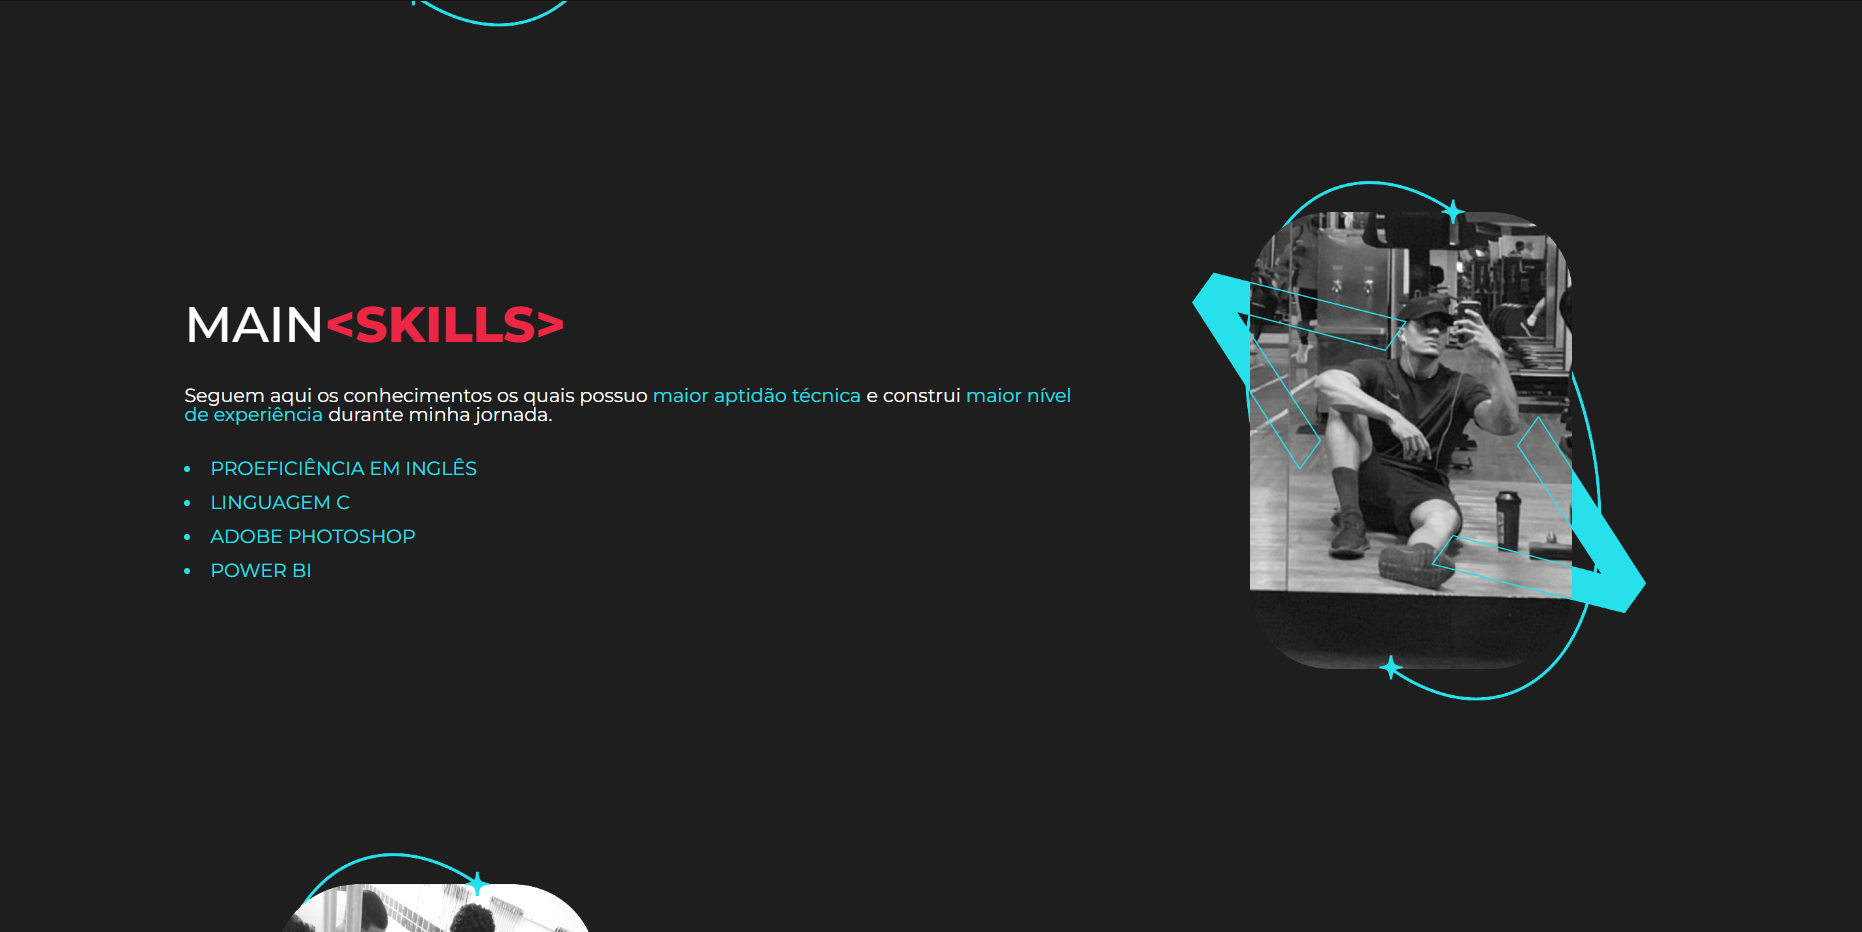 MAIN<SKILLS>
Seguem aqui os conhecimentos os quais possuo maior aptidão técnica e construi maior nível
de experiência durante minha jornada.
• PROEFICIÊNCIA EM INGLÊS
• LINGUAGEM C
• ADOBE PHOTOSHOP
• POWER BI